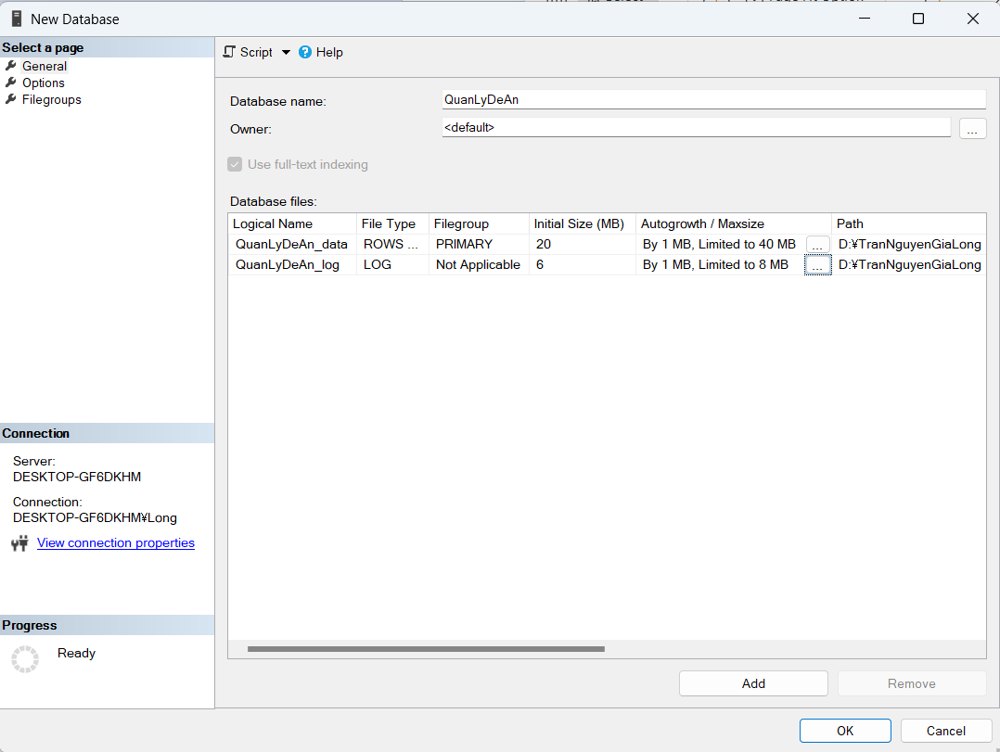 New Database
Select a page
General
Options
Filegroups
Script
Help
Database name: QuanLyDeAn
Owner: <default> ...
Use full-text indexing
Database files:
Logical Name File Type Filegroup Initial Size (MB) Autogrowth / Maxsize Path
QuanLyDeAn_data ROWS ... PRIMARY 20 By 1 MB, Limited to 40 MB ... D:¥TranNguyenGiaLong
QuanLyDeAn_log LOG Not Applicable 6 By 1 MB, Limited to 8 MB ... D:¥TranNguyenGiaLong
Connection
Server:
DESKTOP-GF6DKHM
Connection:
DESKTOP-GF6DKHM¥Long
View connection properties
Progress
Ready
Add Remove
OK Cancel